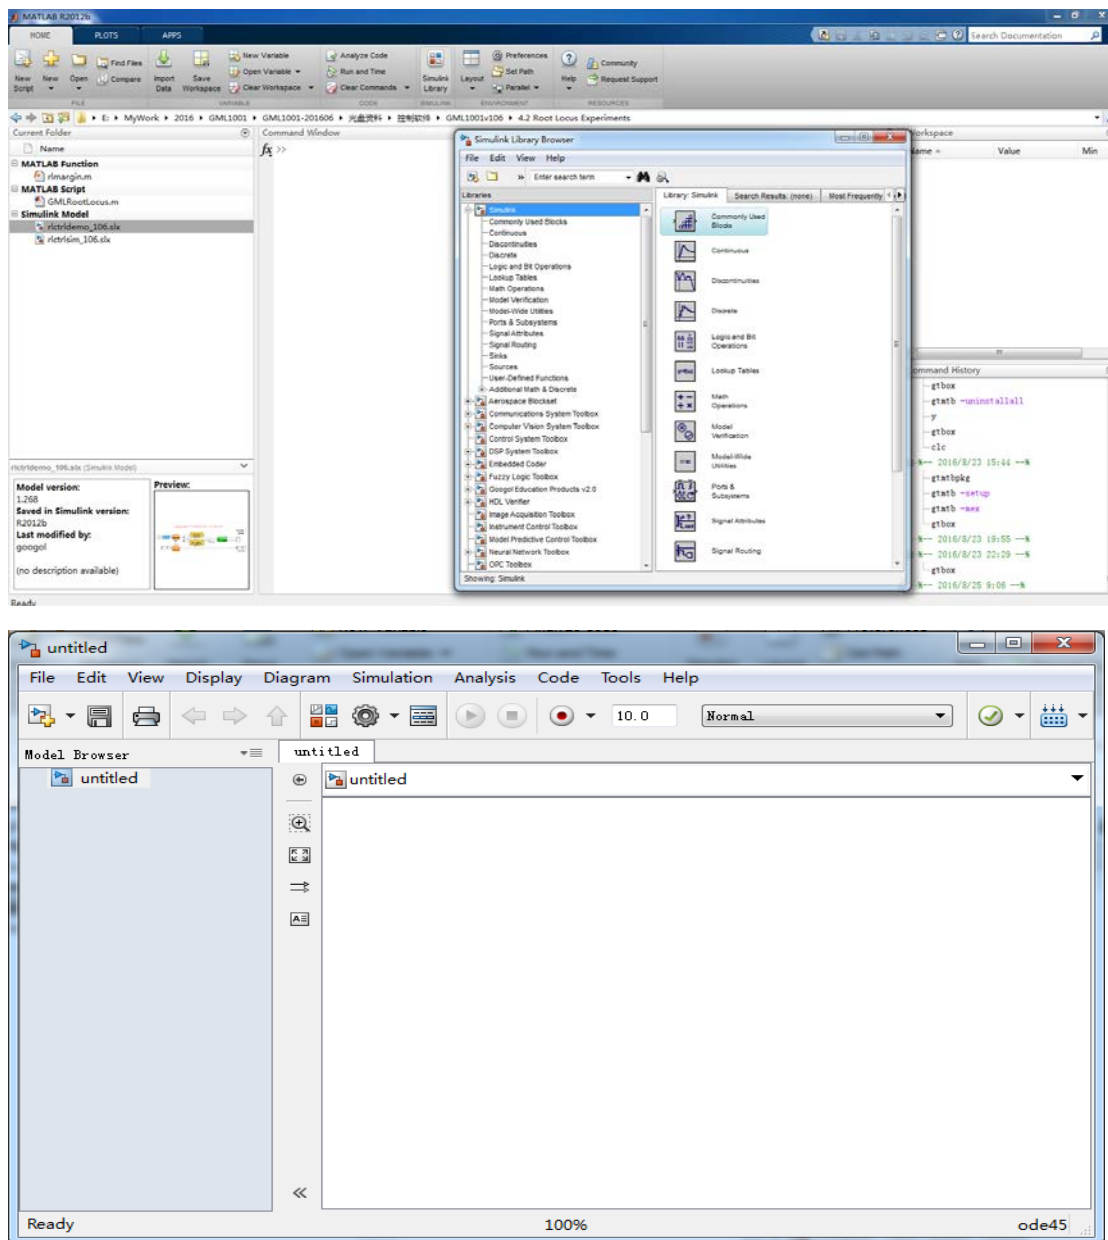 MATLAB R2012b
HOME PLOTS APPS
Search Documentation
New Script
New
Open
Find Files
Compare
Import Data
Save Workspace
New Variable
Open Variable
Clear Workspace
Analyze Code
Run and Time
Clear Commands
Simulink Library
Layout
Preferences
Set Path
Parallel
Help
Community
Request Support
FILE VARIABLE CODE SIMULINK ENVIRONMENT RESOURCES
E: MyWork 2016 GML1001 GML1001-201606 光盘资料 控制软件 GML1001v106 4.2 Root Locus Experiments
Current Folder
Name
MATLAB Function
rlmargin.m
MATLAB Script
GMLRootLocus.m
Simulink Model
rlctrldemo_106.slx
rlctrlsim_106.slx
rlctrldemo_106.slx (Simulink Model)
Model version:
1.268
Saved in Simulink version:
R2012b
Last modified by:
googol
(no description available)
Preview:
Ready
Command Window
fx >>
Simulink Library Browser
File Edit View Help
» Enter search term
Libraries
Simulink
Commonly Used Blocks
Continuous
Discontinuities
Discrete
Logic and Bit Operations
Lookup Tables
Math Operations
Model Verification
Model-Wide Utilities
Ports & Subsystems
Signal Attributes
Signal Routing
Sinks
Sources
User-Defined Functions
Additional Math & Discrete
Aerospace Blockset
Communications System Toolbox
Computer Vision System Toolbox
Control System Toolbox
DSP System Toolbox
Embedded Coder
Fuzzy Logic Toolbox
Googol Education Products v2.0
HDL Verifier
Image Acquisition Toolbox
Instrument Control Toolbox
Model Predictive Control Toolbox
Neural Network Toolbox
OPC Toolbox
Library: Simulink Search Results: (none) Most Frequently
Commonly Used
Blocks
Continuous
Discontinuities
Discrete
Logic and Bit
Operations
Lookup Tables
Math
Operations
Model
Verification
Model-Wide
Utilities
Ports &
Subsystems
Signal Attributes
Signal Routing
Showing: Simulink
Workspace
Name Value Min
Command History
gtbox
gtmtb -uninstallall
y
gtbox
clc
%-- 2016/8/23 15:44 --%
gtmtbpkg
gtmtb -setup
gtmtb -mex
gtbox
%-- 2016/8/23 19:55 --%
%-- 2016/8/23 22:29 --%
gtbox
%-- 2016/8/25 9:06 --%
untitled
File Edit View Display Diagram Simulation Analysis Code Tools Help
10.0 Normal
Model Browser
untitled
untitled
untitled
Ready 100% ode45